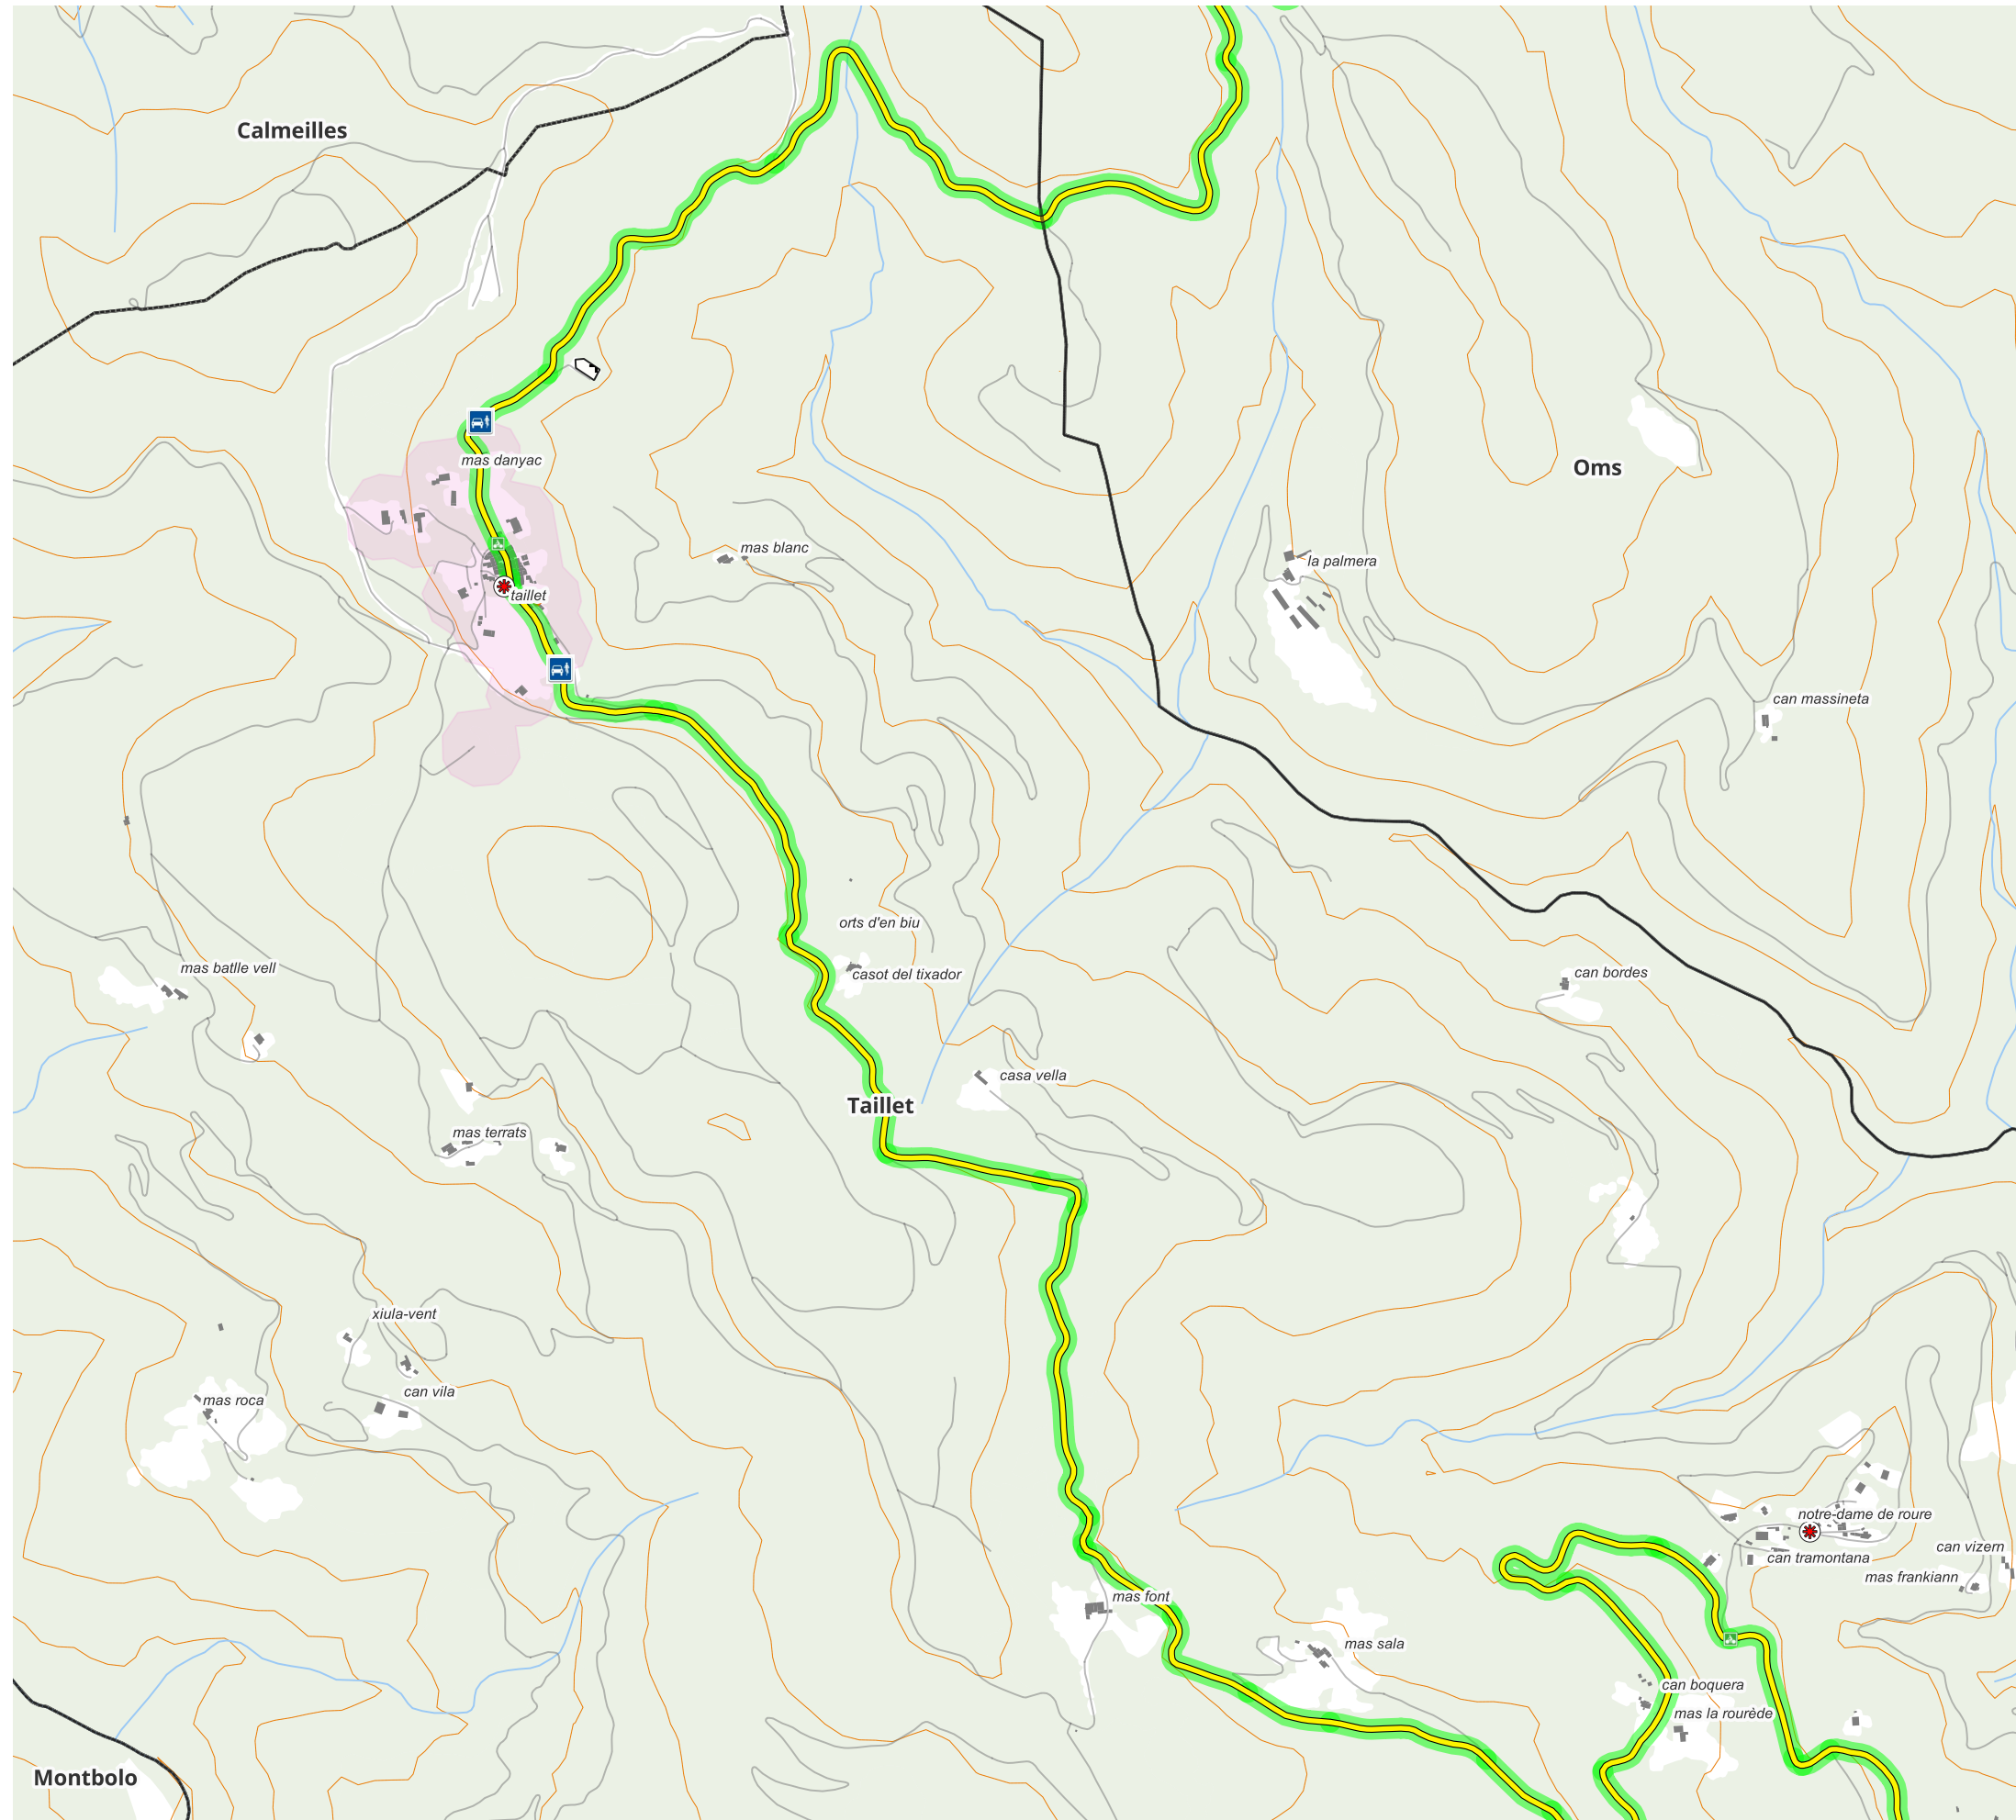 Calmeilles
mas danyac
Oms
mas blanc
la palmera
taillet
can massineta
orts d'en biu
mas batlle vell
casot del tixador
can bordes
casa vella
Taillet
mas terrats
xiula-vent
can vila
mas roca
notre-dame de roure
can vizern
can tramontana
mas frankiann
mas font
mas sala
can boquera
mas la rourède
Montbolo